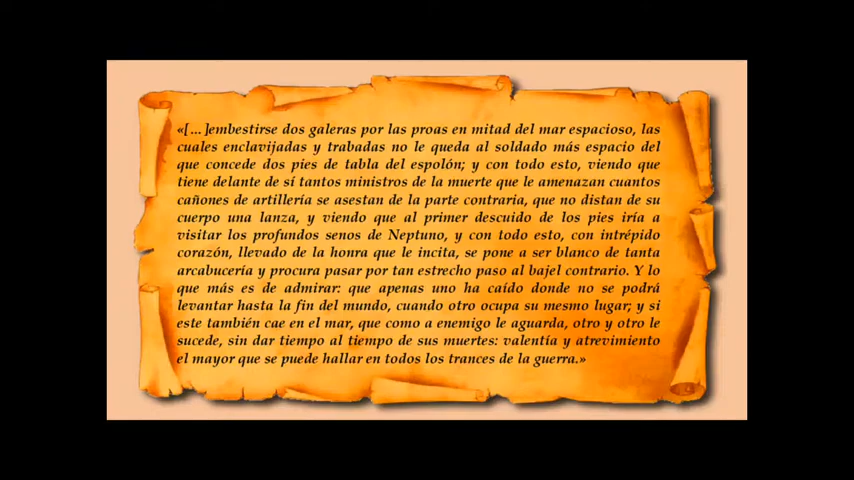 «[...]embestirse dos galeras por las proas en mitad del mar espacioso, las
cuales enclavijadas y trabadas no le queda al soldado más espacio del
que concede dos pies de tabla del espolón; y con todo esto, viendo que
tiene delante de sí tantos ministros de la muerte que le amenazan cuantos
cañones de artillería se asestan de la parte contraria, que no distan de su
cuerpo una lanza, y viendo que al primer descuido de los pies iría a
visitar los profundos senos de Neptuno, y con todo esto, con intrépido
corazón, llevado de la honra que le incita, se pone a ser blanco de tanta
arcabucería y procura pasar por tan estrecho paso al bajel contrario. Y lo
que más es de admirar: que apenas uno ha caído donde no se podrá
levantar hasta la fin del mundo, cuando otro ocupa su mesmo lugar; y si
este también cae en el mar, que como a enemigo le aguarda, otro y otro le
sucede, sin dar tiempo al tiempo de sus muertes: valentía y atrevimiento
el mayor que se puede hallar en todos los trances de la guerra.»